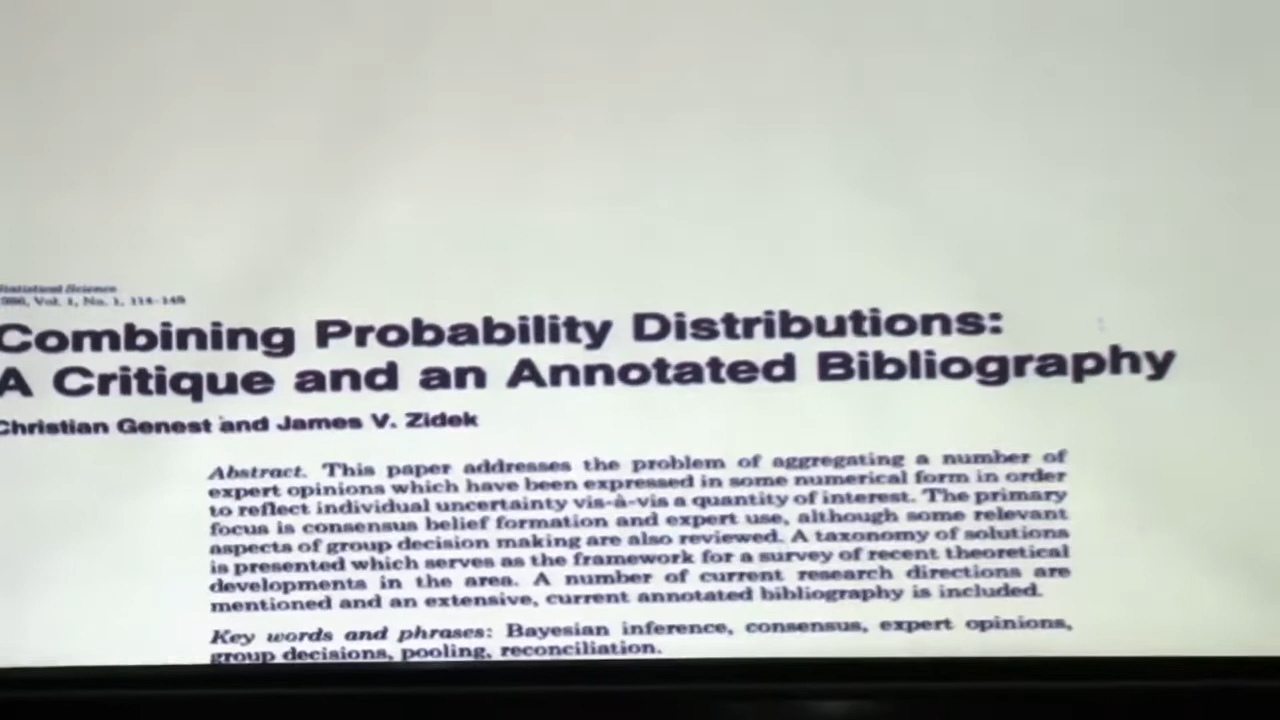 Statistical Science
1986, Vol. 1, No. 1, 114-148
Combining Probability Distributions:
A Critique and an Annotated Bibliography
Christian Genest and James V. Zidek
Abstract. This paper addresses the problem of aggregating a number of
expert opinions which have been expressed in some numerical form in order
to reflect individual uncertainty vis-à-vis a quantity of interest. The primary
focus is consensus belief formation and expert use, although some relevant
aspects of group decision making are also reviewed. A taxonomy of solutions
is presented which serves as the framework for a survey of recent theoretical
developments in the area. A number of current research directions are
mentioned and an extensive, current annotated bibliography is included.
Key words and phrases: Bayesian inference, consensus, expert opinions,
group decisions, pooling, reconciliation.